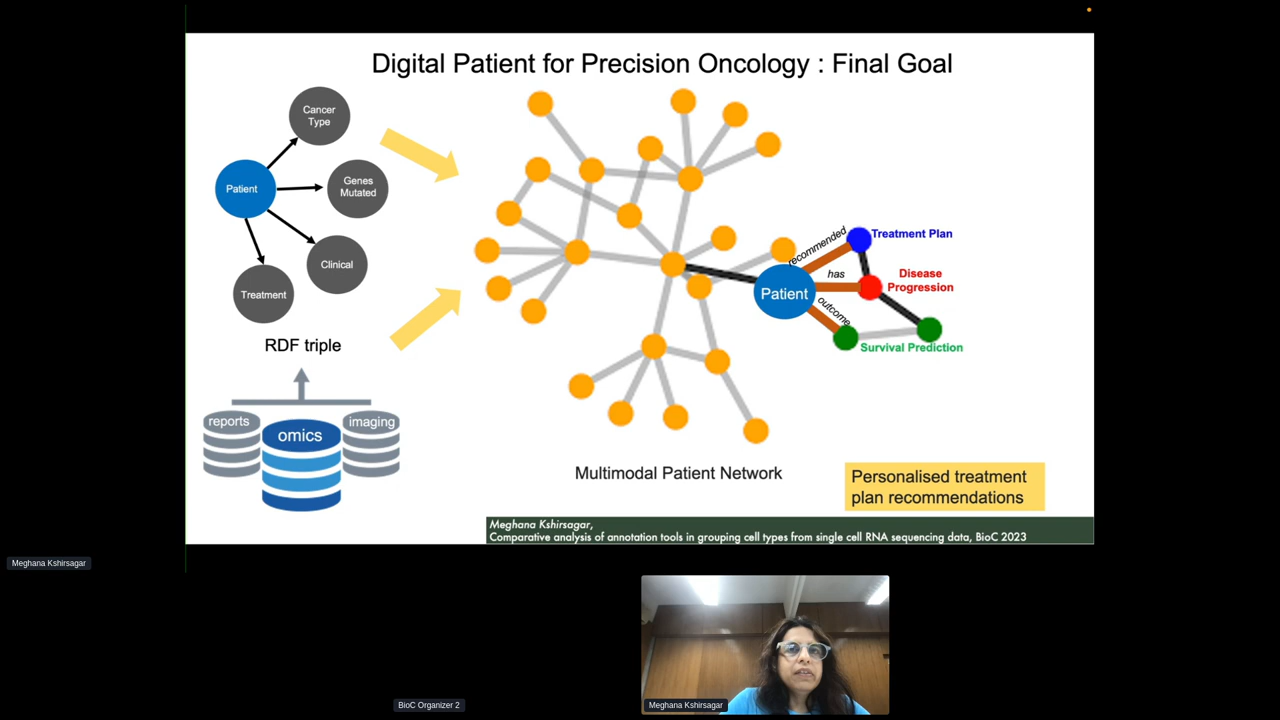 Digital Patient for Precision Oncology : Final Goal
Cancer
Type
Patient
Genes
Mutated
Clinical
Treatment
RDF triple
reports
omics
imaging
recommended
Treatment Plan
has
Disease
Progression
Patient
outcome
Survival Prediction
Multimodal Patient Network
Personalised treatment
plan recommendations
Meghana Kshirsagar,
Comparative analysis of annotation tools in grouping cell types from single cell RNA sequencing data, BioC 2023
Meghana Kshirsagar
BioC Organizer 2
Meghana Kshirsagar